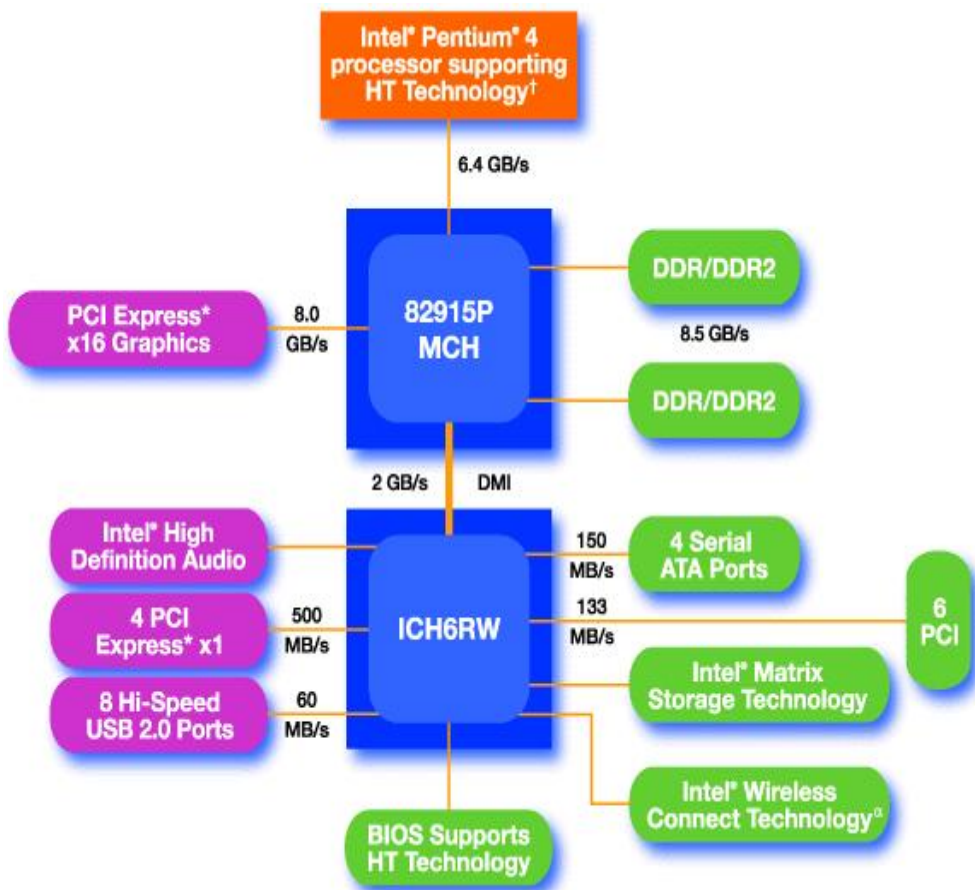 Intel® Pentium® 4
processor supporting
HT Technology†
6.4 GB/s
DDR/DDR2
PCI Express*
x16 Graphics
8.0
GB/s
82915P
MCH
8.5 GB/s
DDR/DDR2
2 GB/s
DMI
Intel® High
Definition Audio
150
MB/s
4 Serial
ATA Ports
4 PCI
Express* x1
500
MB/s
ICH6RW
133
MB/s
6
PCI
8 Hi-Speed
USB 2.0 Ports
60
MB/s
Intel® Matrix
Storage Technology
Intel® Wireless
Connect Technologyα
BIOS Supports
HT Technology